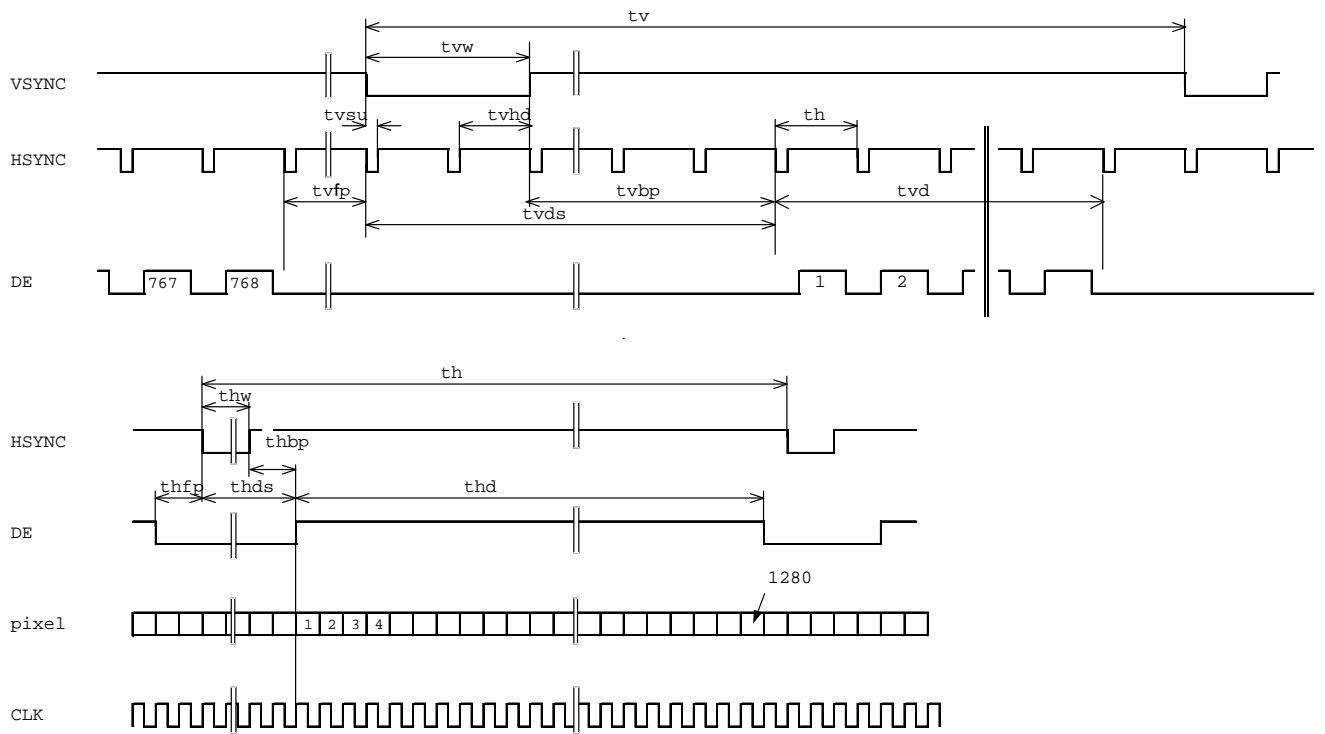 tv
tvw
VSYNC
tvsu
tvhd
th
HSYNC
tvfp
tvbp
tvd
tvds
DE
767
768
1
2
th
thw
HSYNC
thbp
thfp
thds
thd
DE
1280
pixel
1 2 3 4
CLK